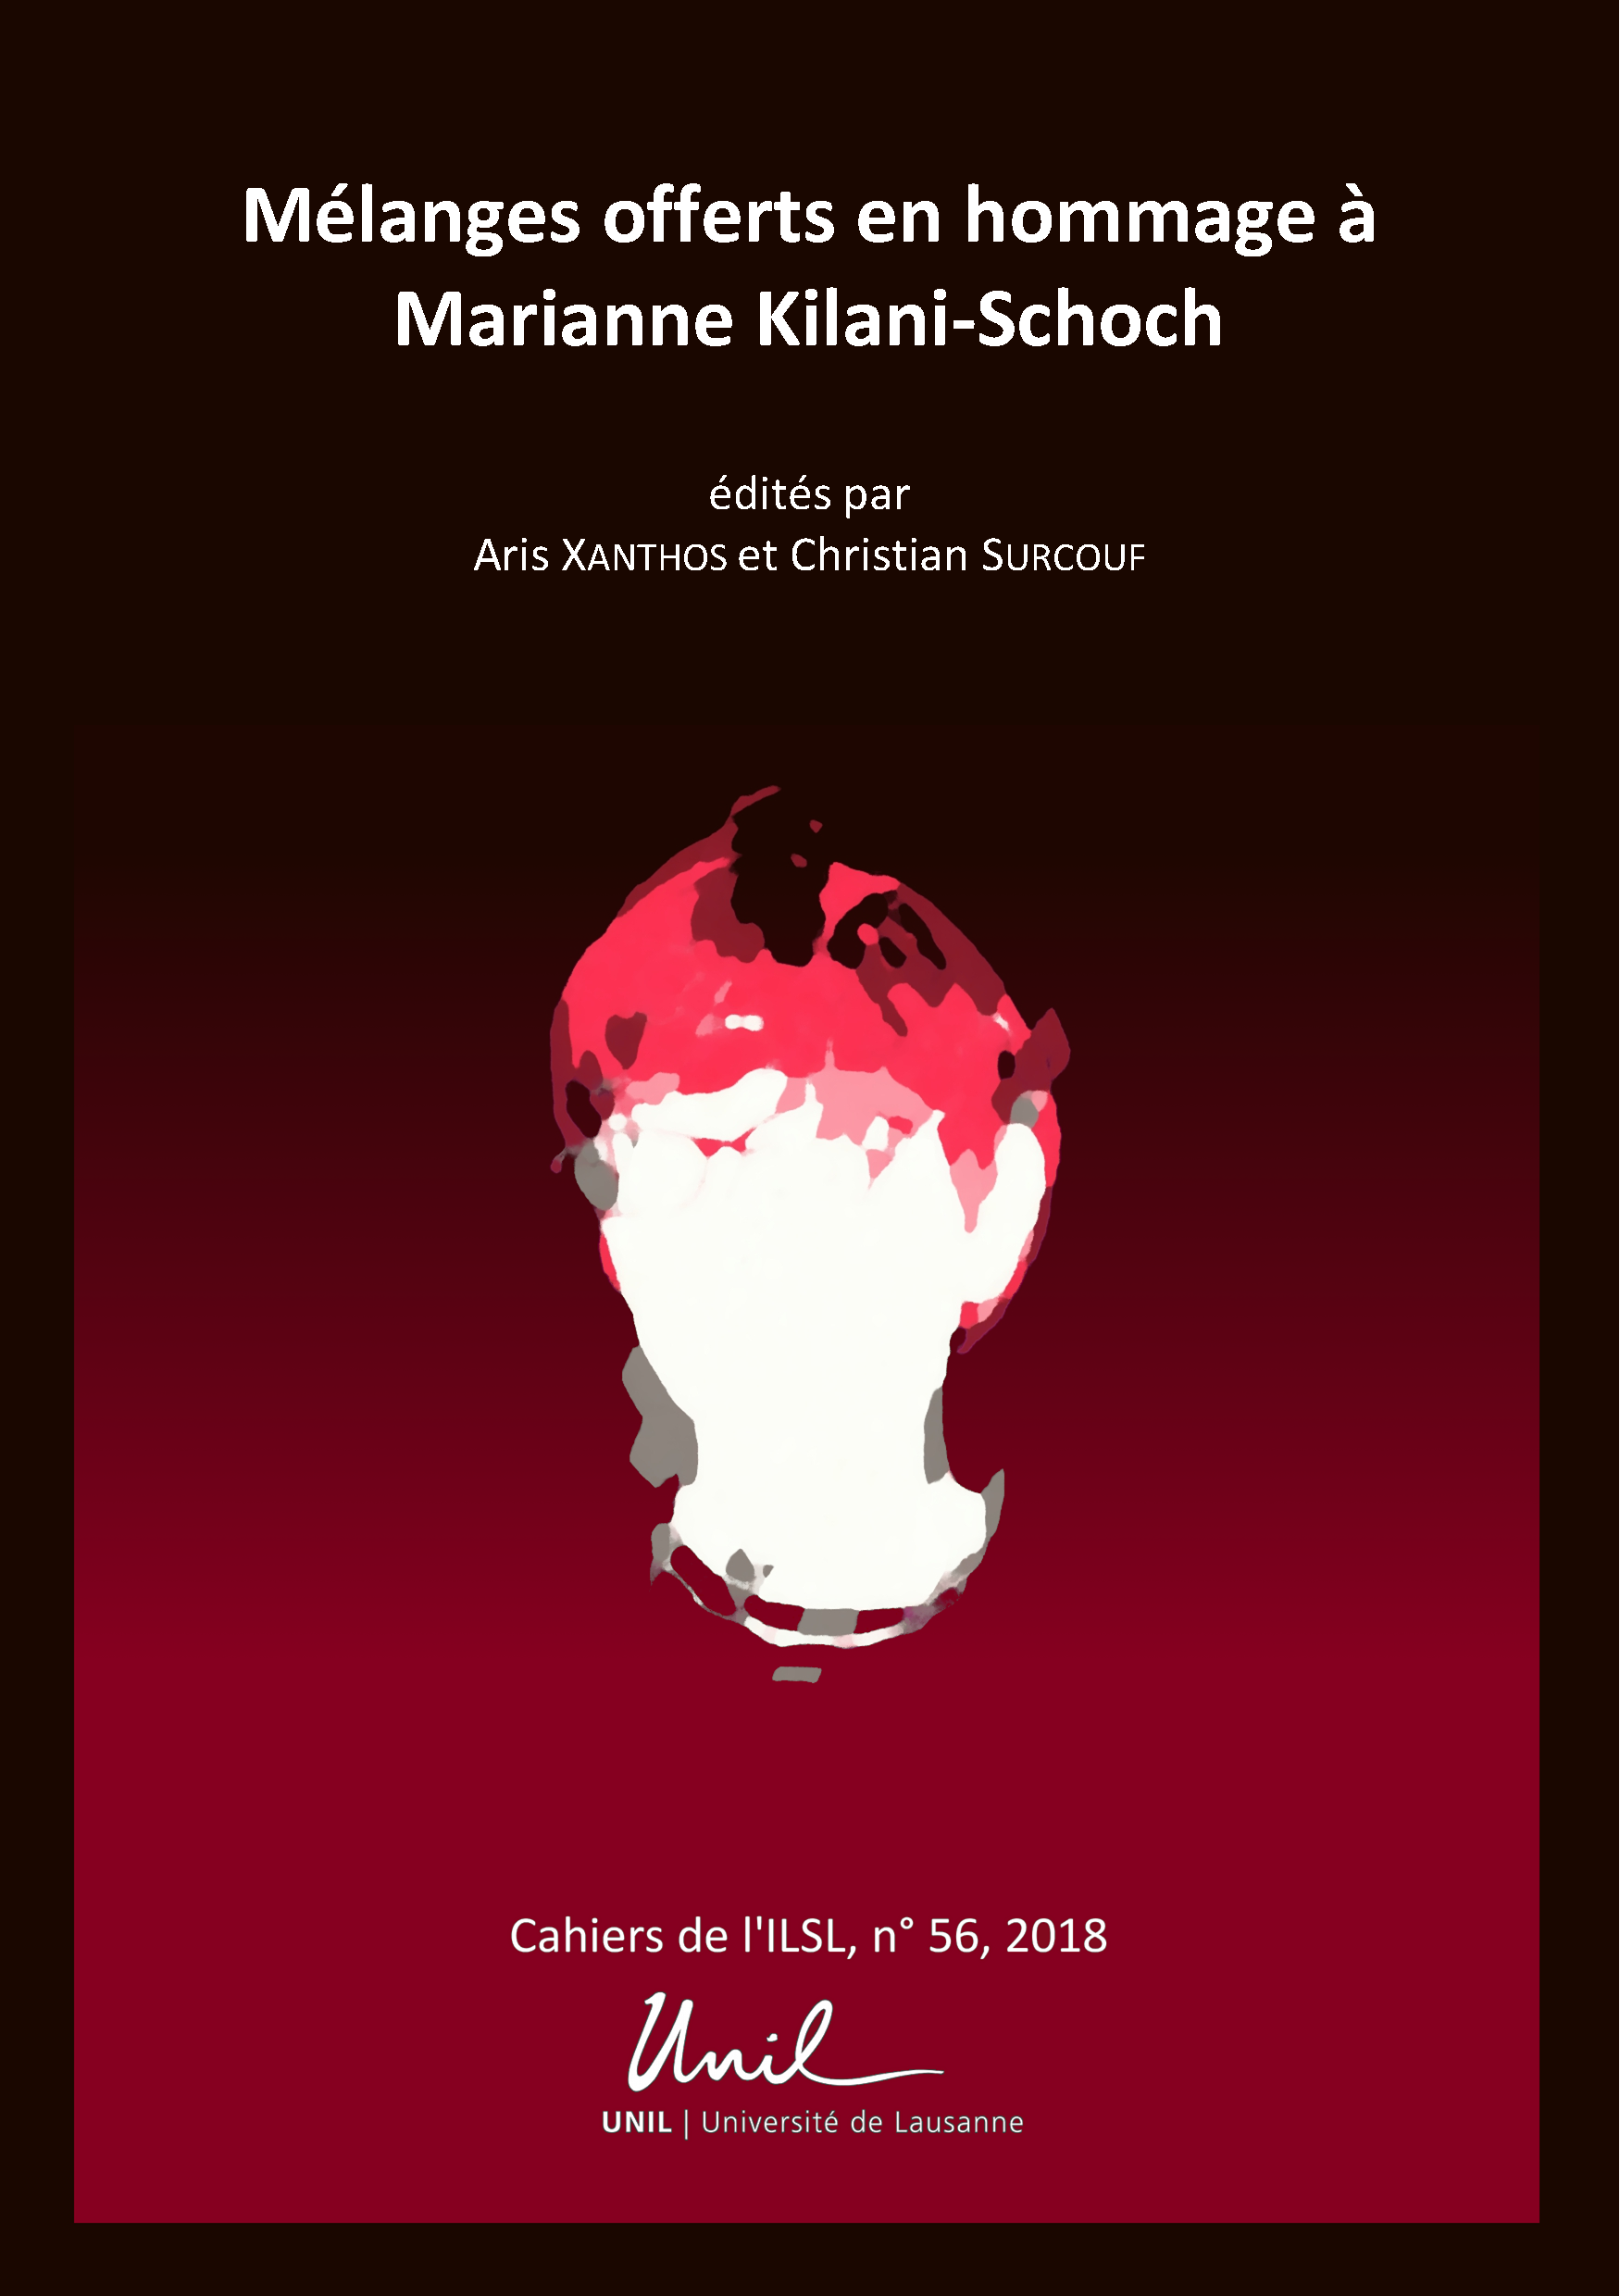 Mélanges offerts en hommage à
Marianne Kilani-Schoch
édités par
Aris XANTHOS et Christian SURCOUF
Cahiers de l'ILSL, n° 56, 2018
Unil
UNIL | Université de Lausanne